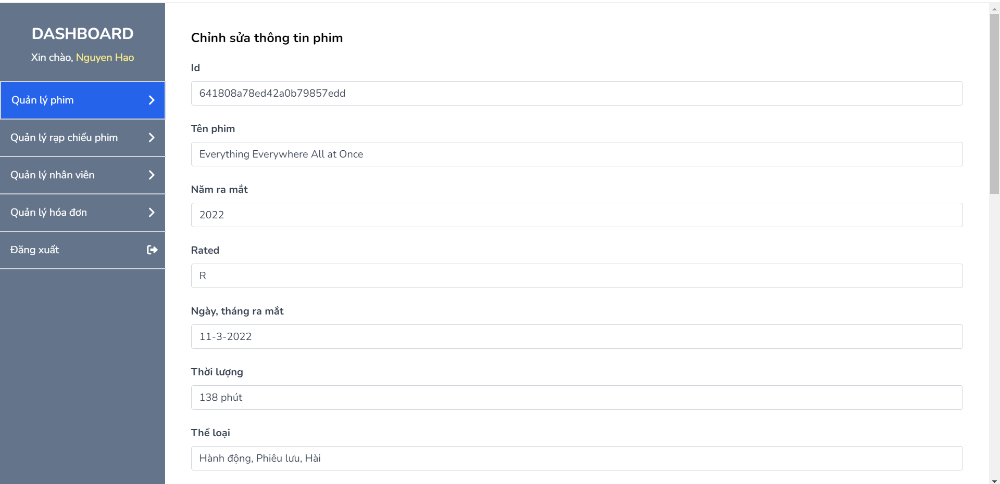 DASHBOARD
Xin chào, Nguyen Hao
Quản lý phim
Quản lý rạp chiếu phim
Quản lý nhân viên
Quản lý hóa đơn
Đăng xuất
Chỉnh sửa thông tin phim
Id
641808a78ed42a0b79857edd
Tên phim
Everything Everywhere All at Once
Năm ra mắt
2022
Rated
R
Ngày, tháng ra mắt
11-3-2022
Thời lượng
138 phút
Thể loại
Hành động, Phiêu lưu, Hài